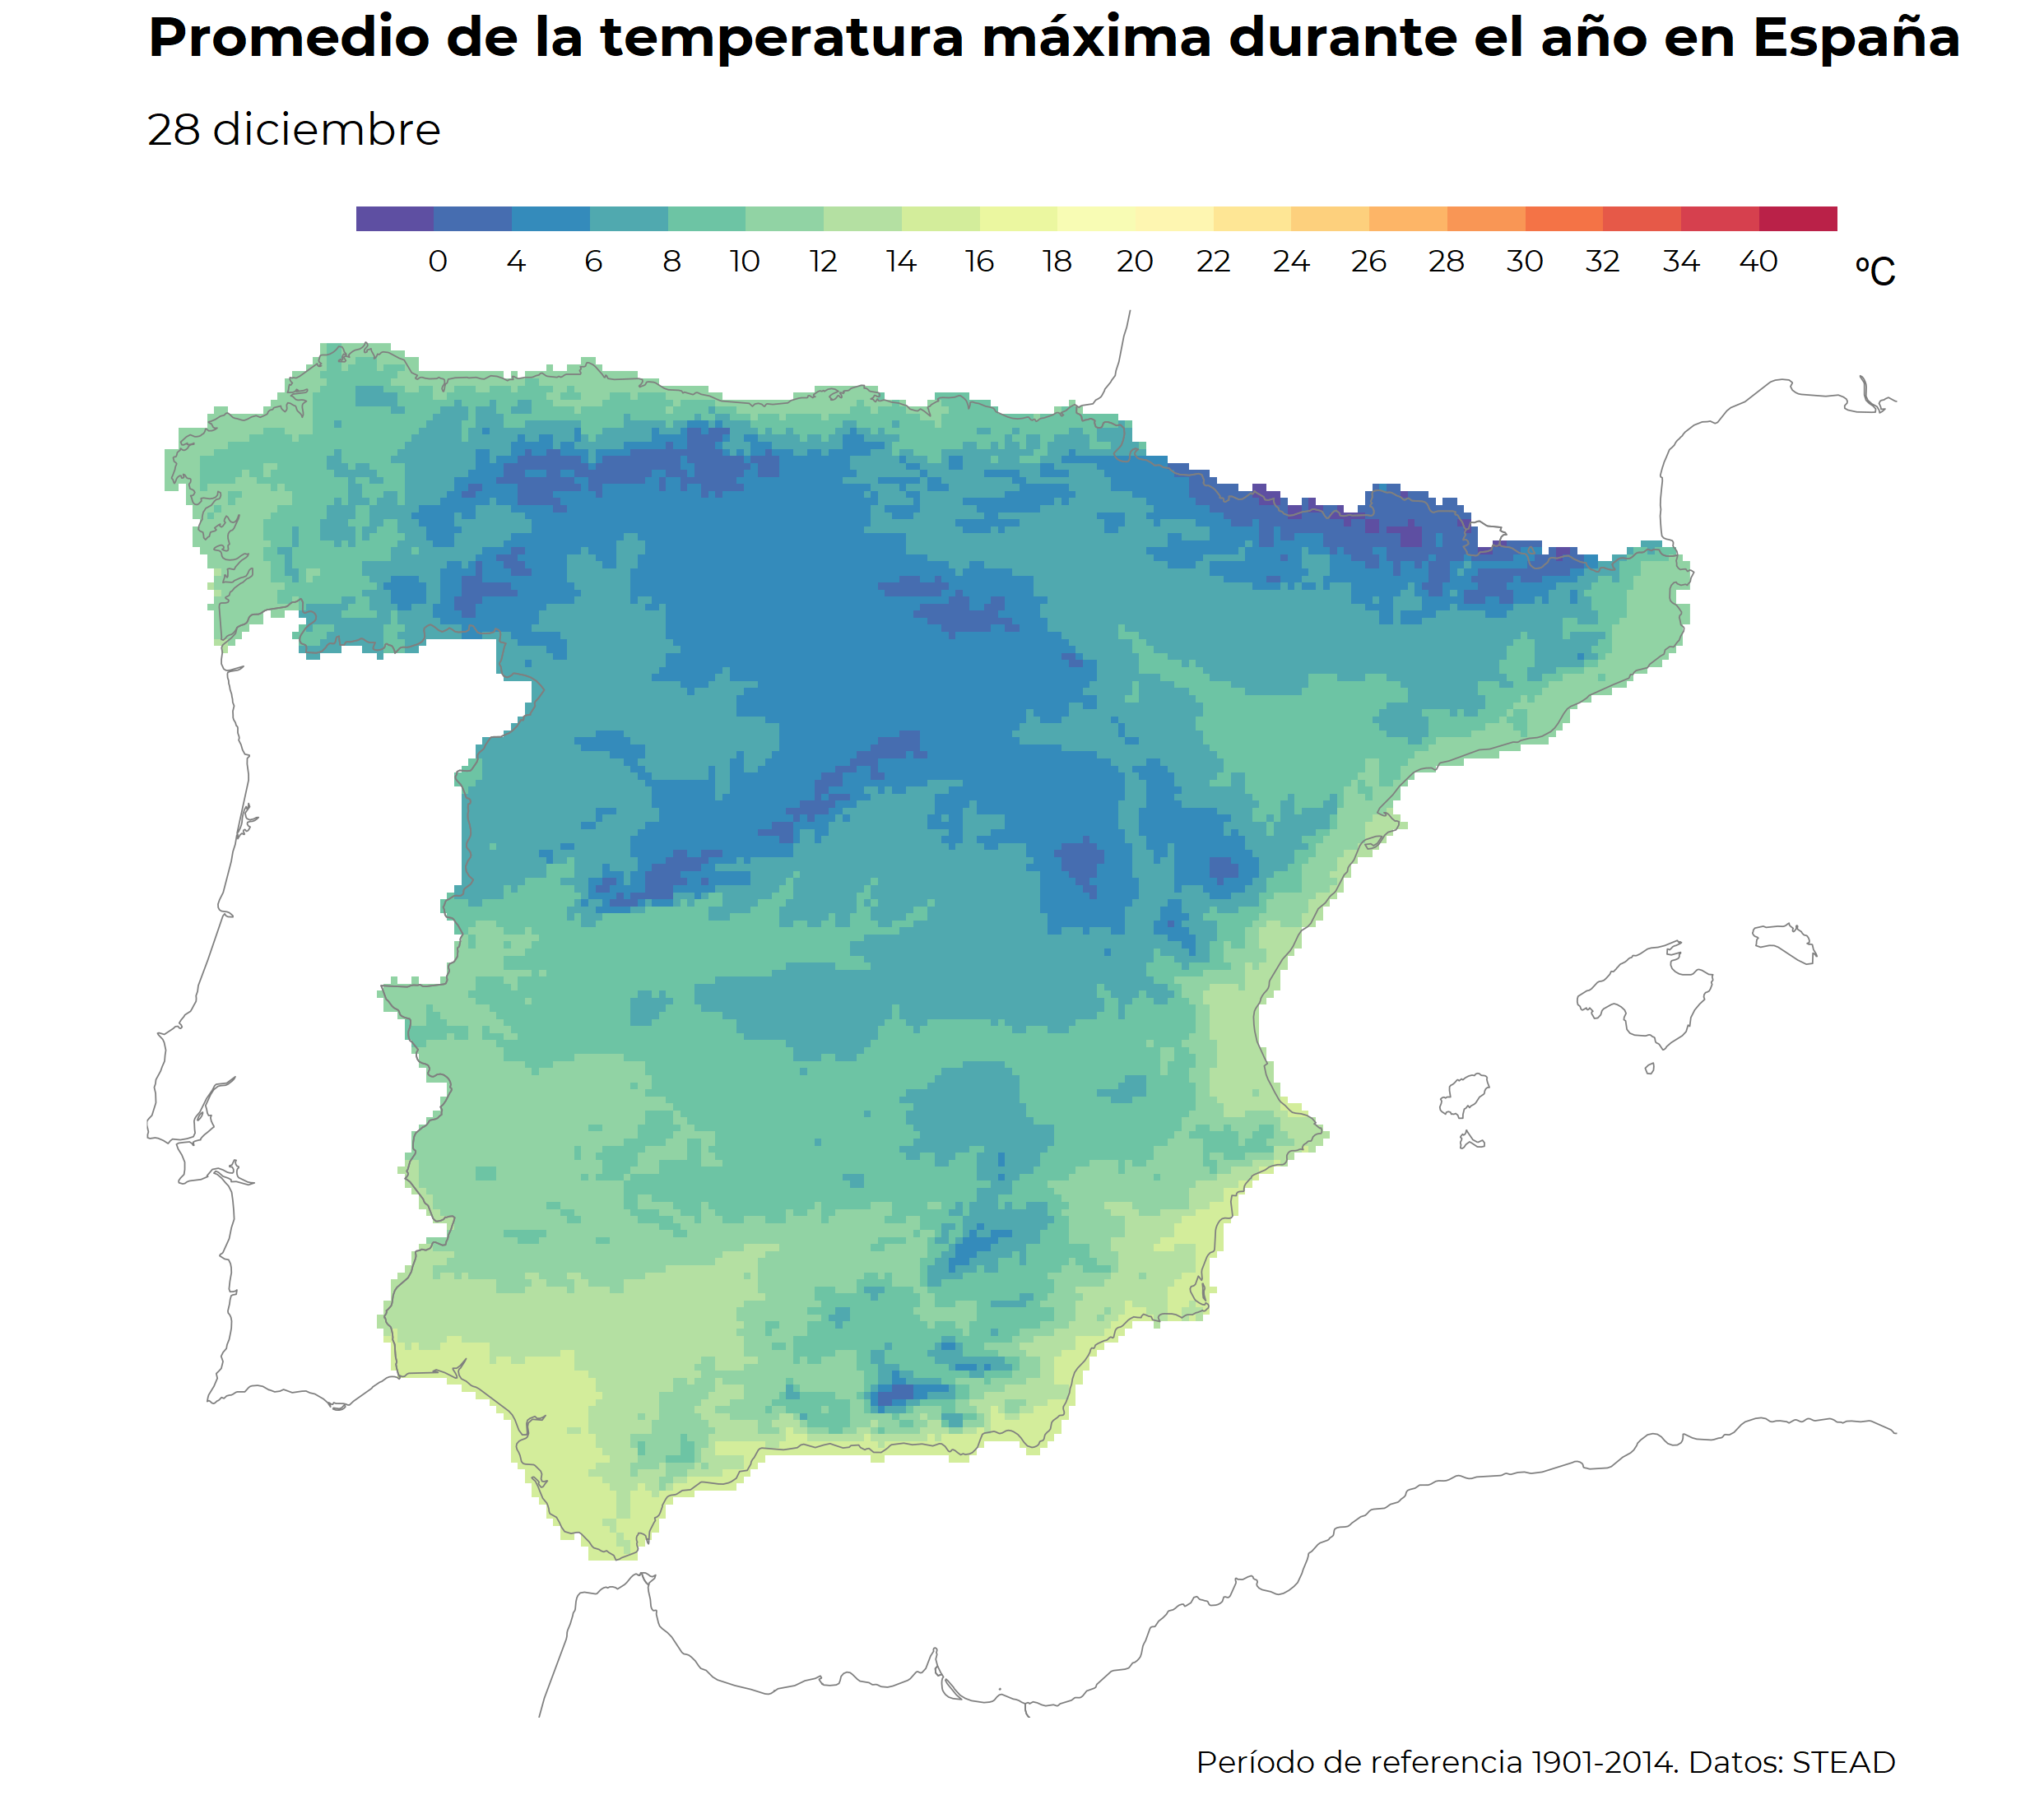 Promedio de la temperatura máxima durante el año en España
28 diciembre
0 4 6 8 10 12 14 16 18 20 22 24 26 28 30 32 34 40 ºC
Período de referencia 1901-2014. Datos: STEAD